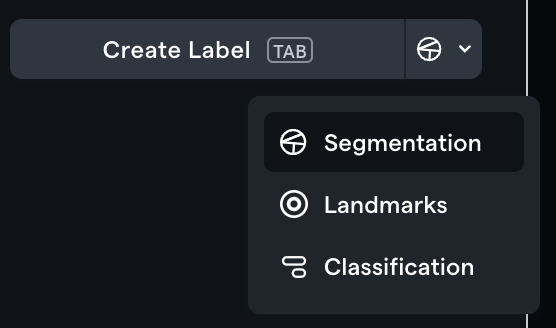 Create Label TAB
Segmentation
Landmarks
Classification